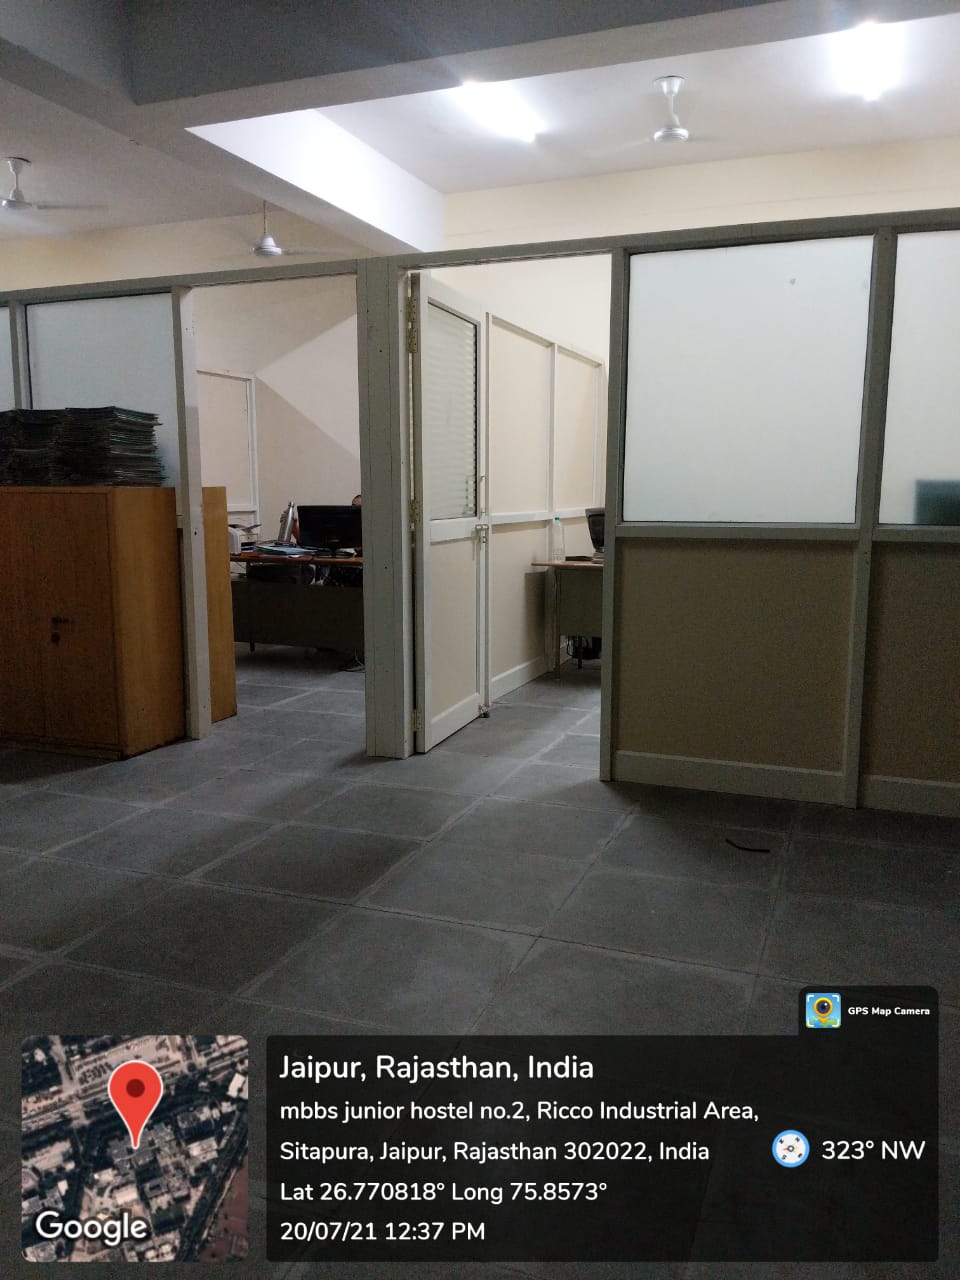 GPS Map Camera
Jaipur, Rajasthan, India
mbbs junior hostel no.2, Ricco Industrial Area,
Sitapura, Jaipur, Rajasthan 302022, India
323° NW
Lat 26.770818° Long 75.8573°
20/07/21 12:37 PM
Google